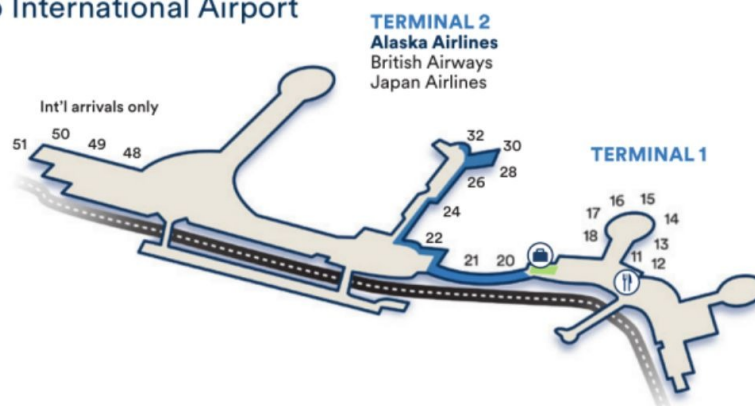 International Airport
TERMINAL 2
Alaska Airlines
British Airways
Japan Airlines
Int'l arrivals only
51
50
49
48
32
30
28
26
24
22
21
20
TERMINAL 1
16
15
17
14
18
13
11
12